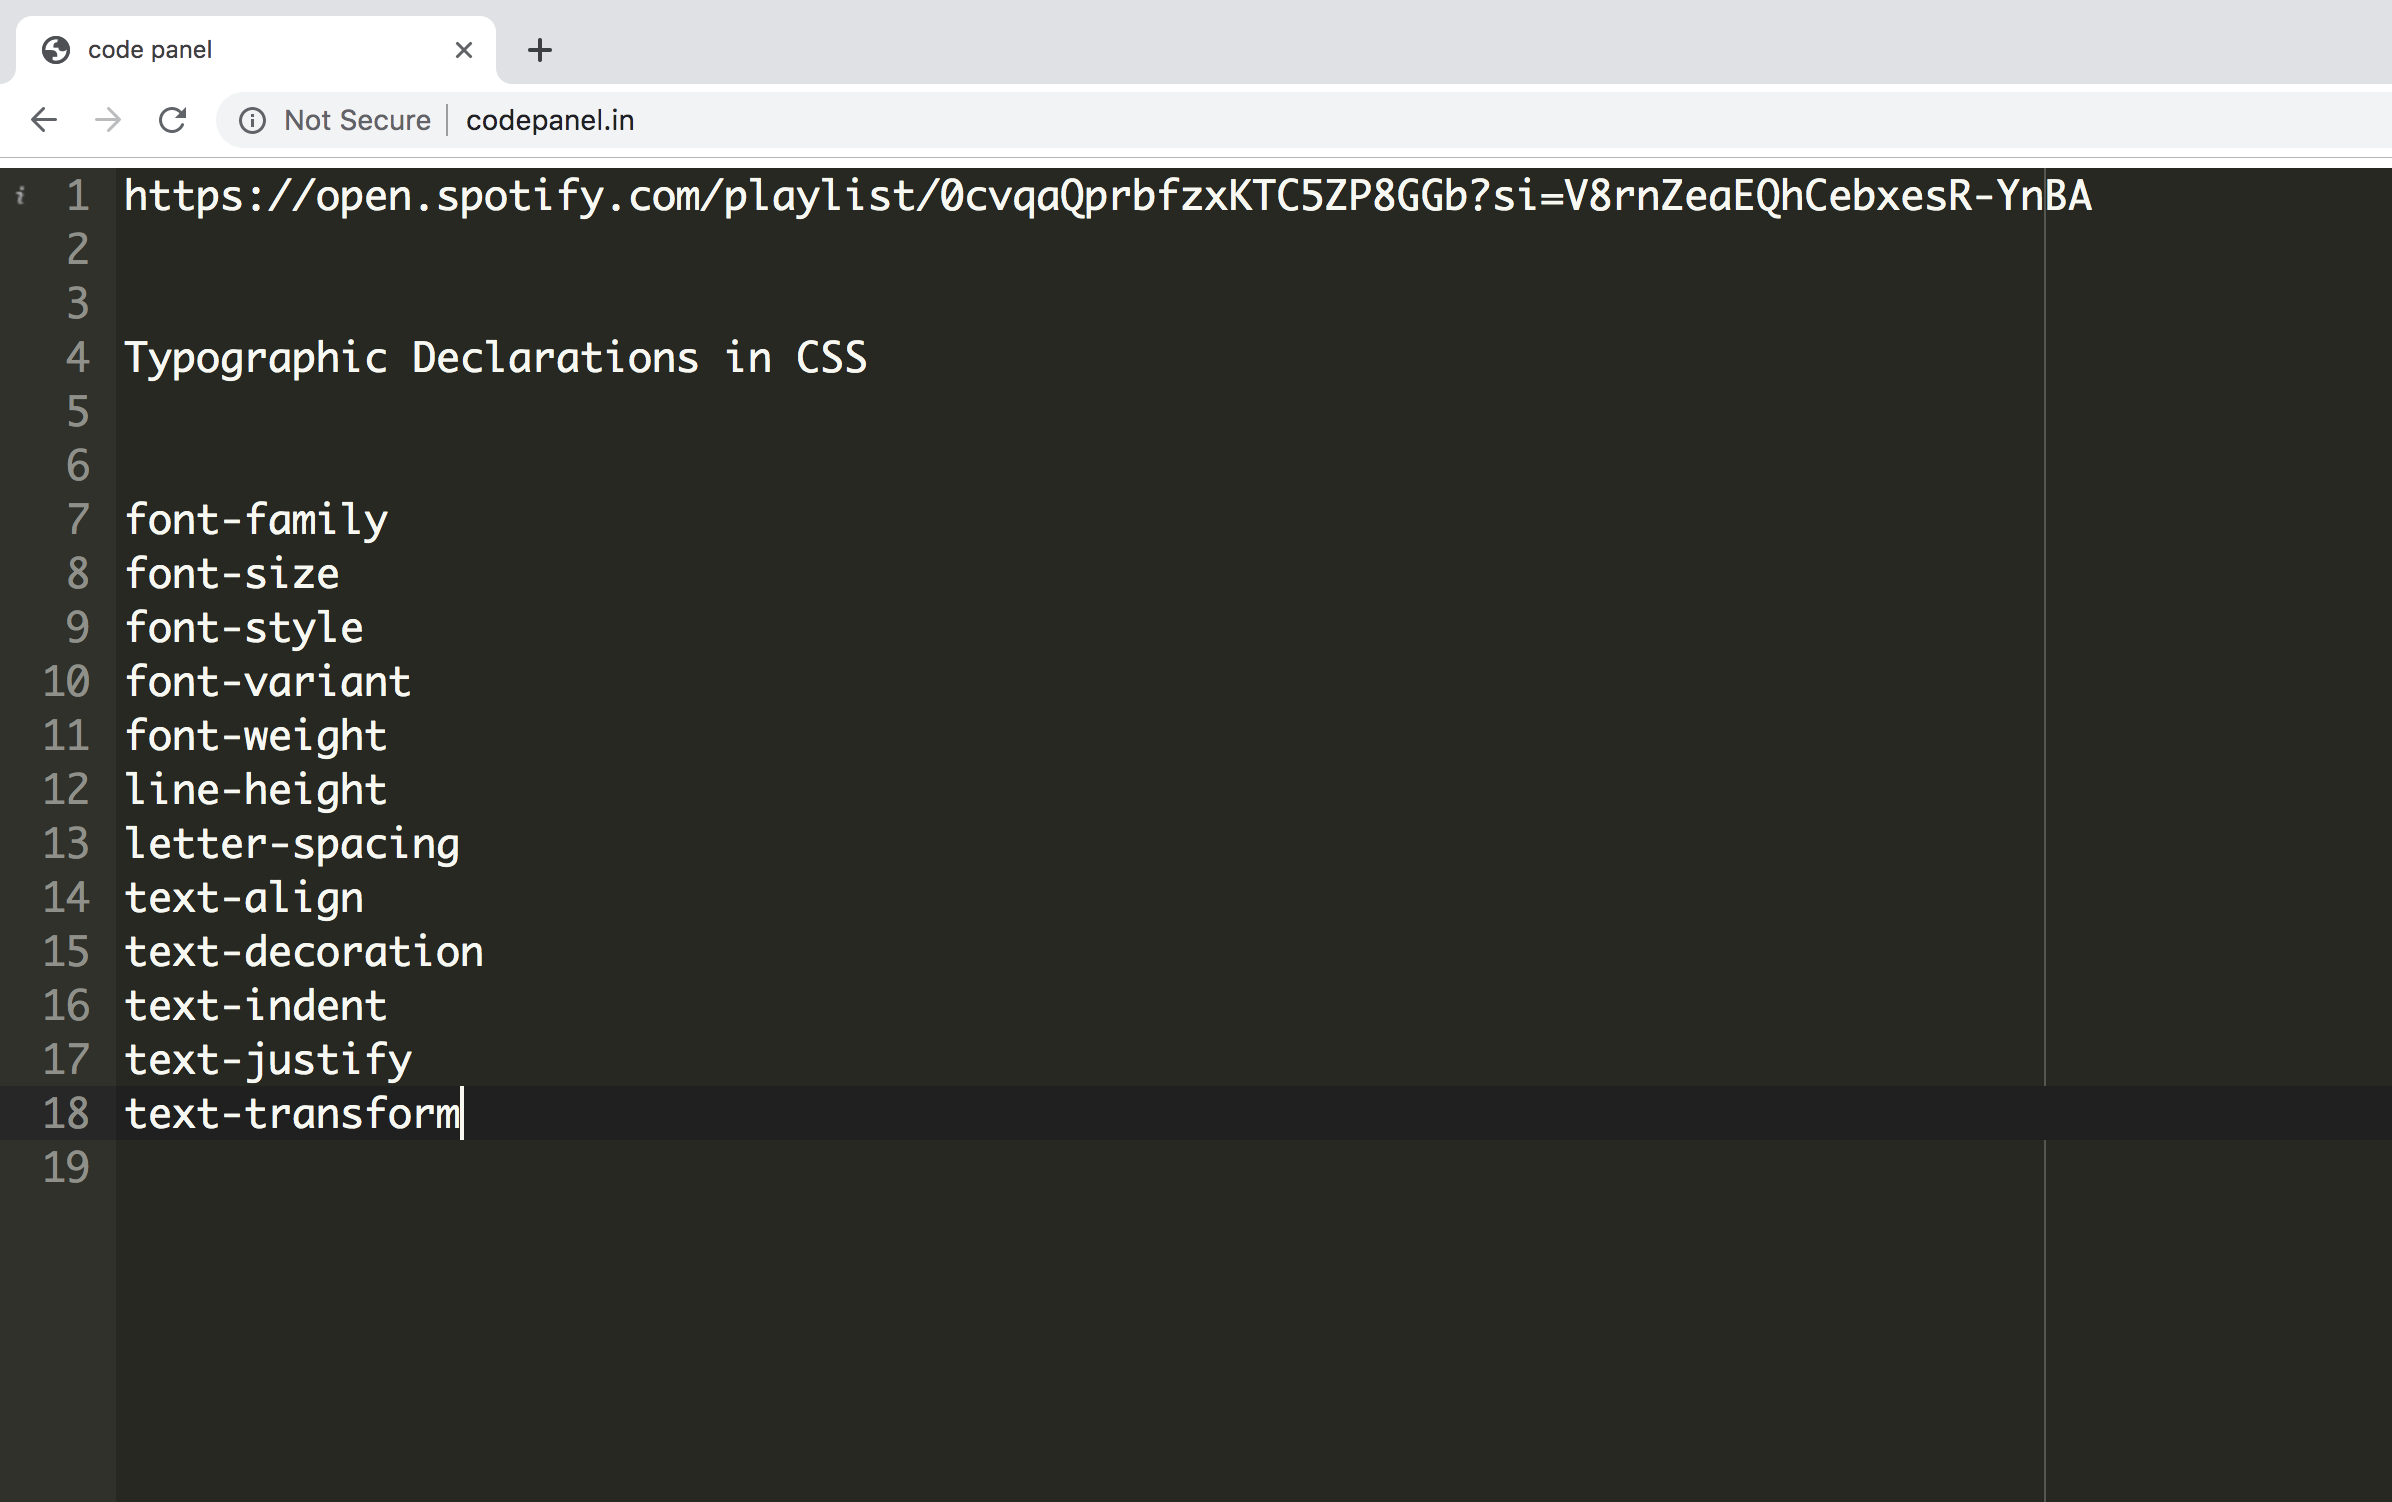 code panel
Not Secure codepanel.in
1 https://open.spotify.com/playlist/0cvqaQprbfzxKTC5ZP8GGb?si=V8rnZeaEQhCebxesR-YnBA
2
3
4 Typographic Declarations in CSS
5
6
7 font-family
8 font-size
9 font-style
10 font-variant
11 font-weight
12 line-height
13 letter-spacing
14 text-align
15 text-decoration
16 text-indent
17 text-justify
18 text-transform
19